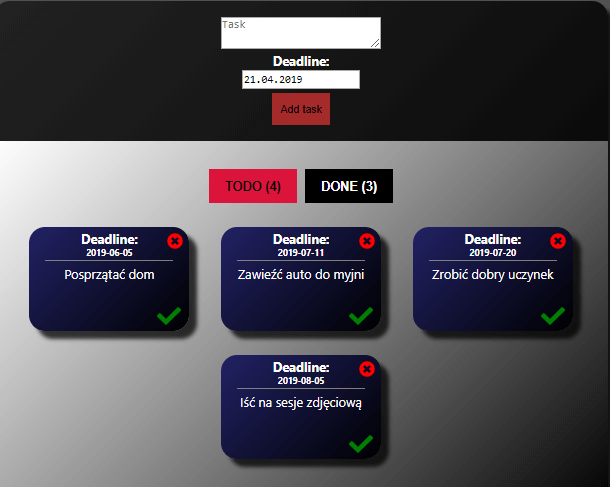 Task
Deadline:
21.04.2019
Add task
TODO (4)
DONE (3)
Deadline:
2019-06-05
Posprzątać dom
Deadline:
2019-07-11
Zawieźć auto do myjni
Deadline:
2019-07-20
Zrobić dobry uczynek
Deadline:
2019-08-05
Iść na sesje zdjęciową